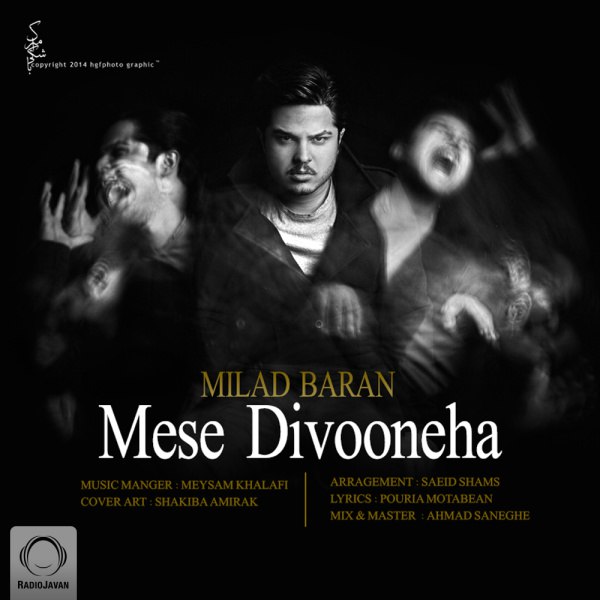 copyright 2014 hgfphoto graphic™
MILAD BARAN
Mese Divooneha
MUSIC MANGER : MEYSAM KHALAFI
COVER ART : SHAKIBA AMIRAK
ARRAGEMENT : SAEID SHAMS
LYRICS : POURIA MOTABEAN
MIX & MASTER : AHMAD SANEGHE
RADIOJAVAN